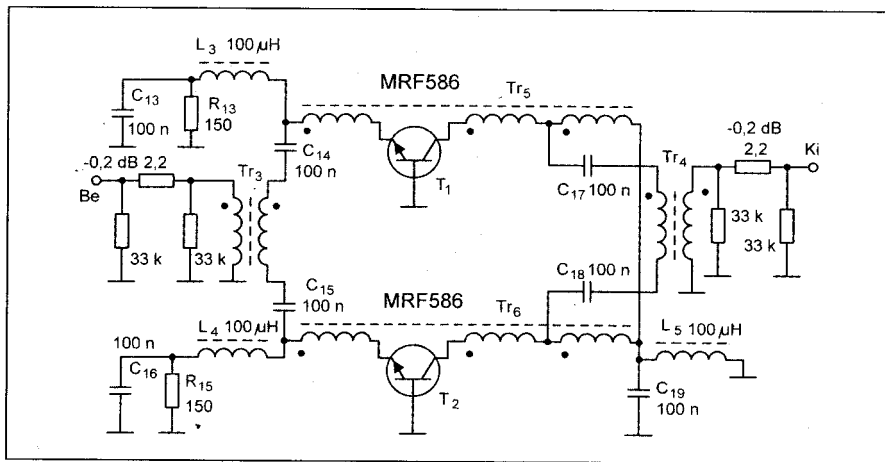 L3 100 µH
MRF586
Tr5
C13
100 n
R13
150
C14
100 n
T1
-0,2 dB
2,2
Ki
Tr4
-0,2 dB 2,2
Be
Tr3
C17 100 n
33 k
33 k
33 k
33 k
C18 100 n
C15
100 n
MRF586
Tr6
L4 100 µH
L5 100 µH
100 n
C16
R15
150
T2
C19
100 n